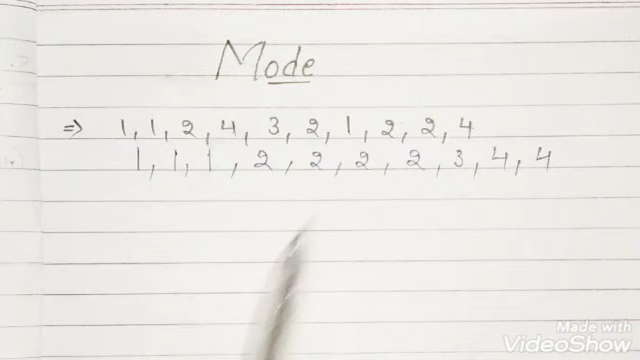 Mode
⇒ 1, 1, 2, 4, 3, 2, 1, 2, 2, 4
1, 1, 1, 2, 2, 2, 2, 3, 4, 4
Made with
VideoShow